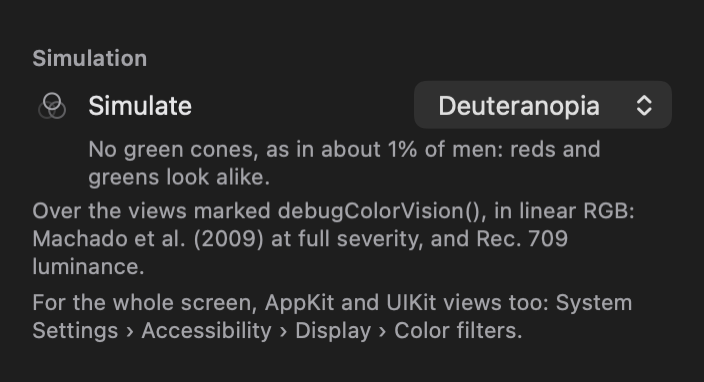 Simulation
Simulate
Deuteranopia
No green cones, as in about 1% of men: reds and
greens look alike.
Over the views marked debugColorVision(), in linear RGB:
Machado et al. (2009) at full severity, and Rec. 709
luminance.
For the whole screen, AppKit and UIKit views too: System
Settings › Accessibility › Display › Color filters.